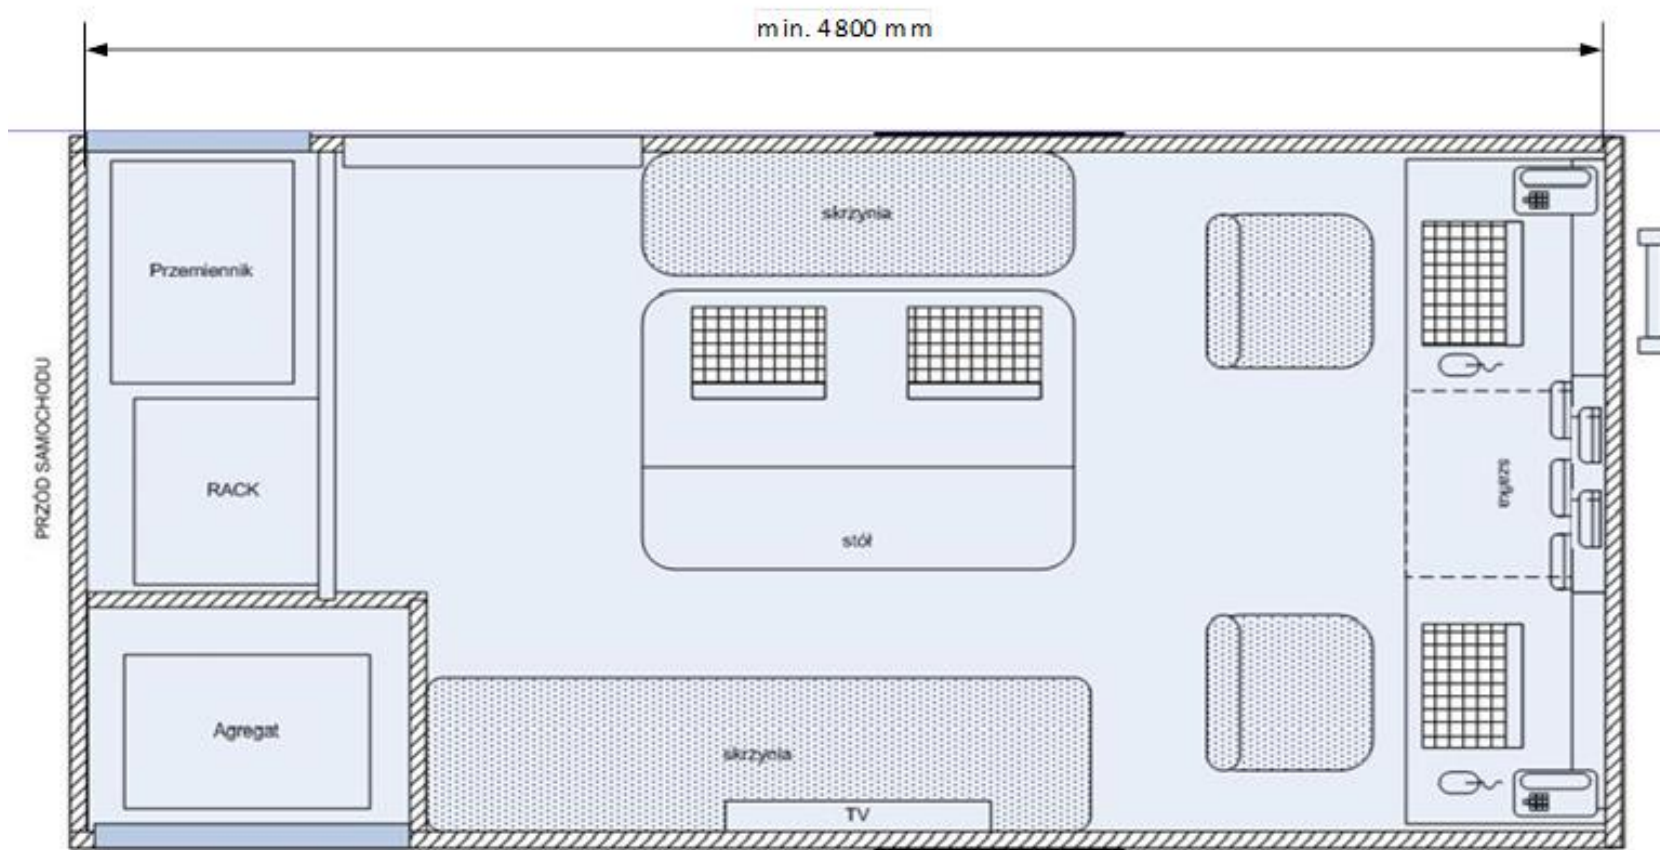 min. 4800 mm
skrzynia
Przemiennik
PRZÓD SAMOCHODU
RACK
szafka
stół
Agregat
skrzynia
TV